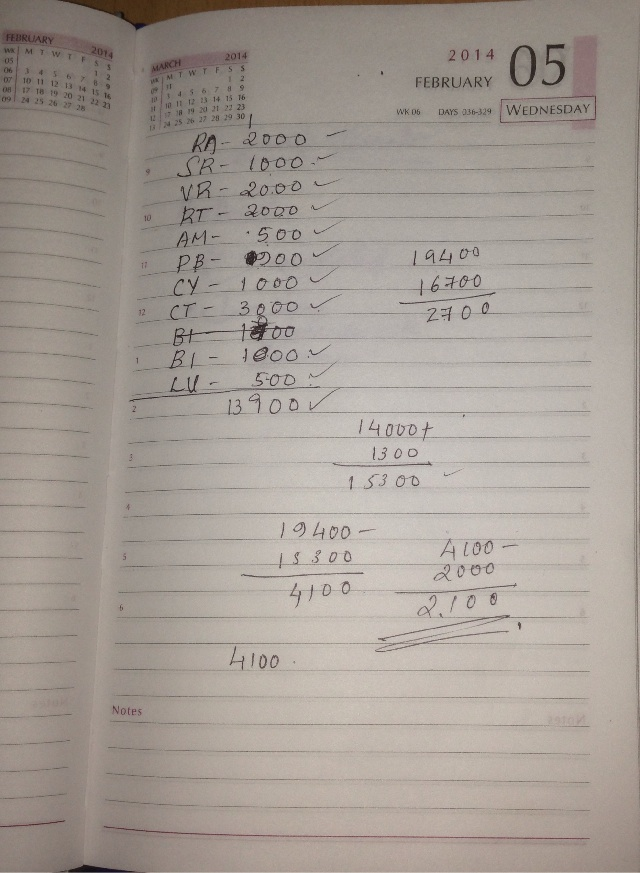 FEBRUARY 2014
WK M T W T F S S
05 1 2
06 3 4 5 6 7 8 9
07 10 11 12 13 14 15 16
08 17 18 19 20 21 22 23
09 24 25 26 27 28
MARCH 2014
WK M T W T F S S
09 31 1 2
10 3 4 5 6 7 8 9
11 10 11 12 13 14 15 16
12 17 18 19 20 21 22 23
13 24 25 26 27 28 29 30
2014
FEBRUARY 05
WK 06 DAYS 036-329 WEDNESDAY
RA - 2000 -
9 SR - 1000 - ✓
VR - 2000 ✓
10 RT - 2000 ✓
AM - 500 ✓
11 PB - 900 ✓
CY - 1000 ✓
12 CT - 3000 ✓
BI
1 BI - 1000 ✓
LU - 500 ✓
2 13900 ✓
19400
16700
2700
14000 +
3 1300
15300 ✓
4
19400 -
5 15300
4100
4100 -
2000
2,100
6
4100
Notes